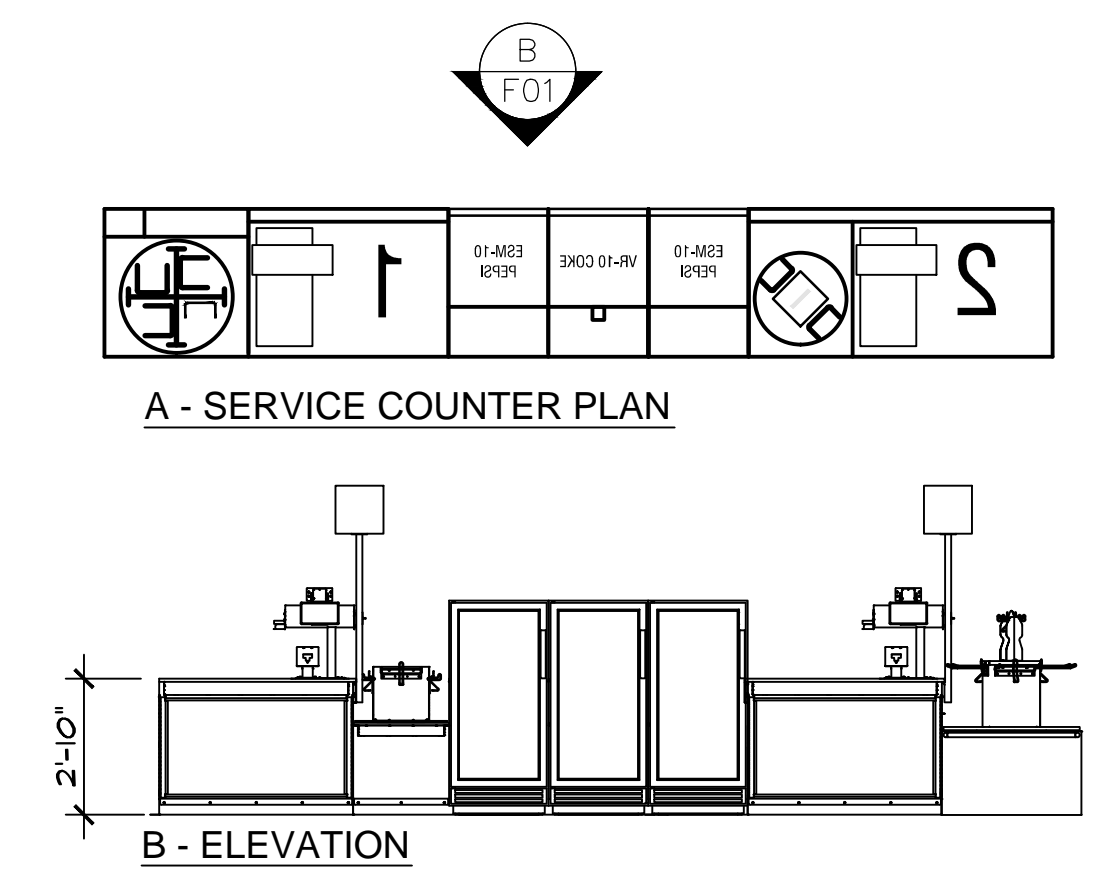 B
F01
1
ESM-10
PEPSI
VR-10 COKE
ESM-10
PEPSI
2
A - SERVICE COUNTER PLAN
2'-10"
B - ELEVATION